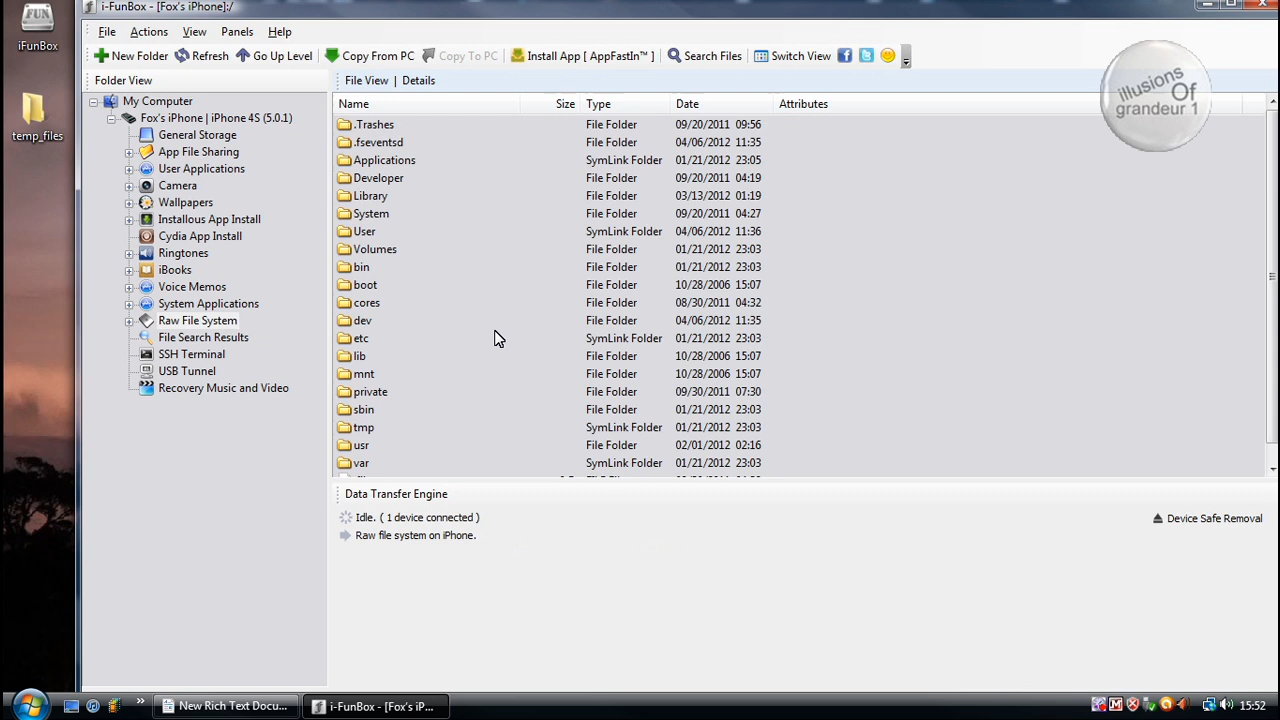 i-FunBox - [Fox's iPhone]:/
File Actions View Panels Help
New Folder Refresh Go Up Level Copy From PC Copy To PC Install App [ AppFastIn™ ] Search Files Switch View
Folder View
File View | Details
My Computer
Fox's iPhone | iPhone 4S (5.0.1)
General Storage
App File Sharing
User Applications
Camera
Wallpapers
Installous App Install
Cydia App Install
Ringtones
iBooks
Voice Memos
System Applications
Raw File System
File Search Results
SSH Terminal
USB Tunnel
Recovery Music and Video
Name Size Type Date Attributes
.Trashes File Folder 09/20/2011 09:56
.fseventsd File Folder 04/06/2012 11:35
Applications SymLink Folder 01/21/2012 23:05
Developer File Folder 09/20/2011 04:19
Library File Folder 03/13/2012 01:19
System File Folder 09/20/2011 04:27
User SymLink Folder 04/06/2012 11:36
Volumes File Folder 01/21/2012 23:03
bin File Folder 01/21/2012 23:03
boot File Folder 10/28/2006 15:07
cores File Folder 08/30/2011 04:32
dev File Folder 04/06/2012 11:35
etc SymLink Folder 01/21/2012 23:03
lib File Folder 10/28/2006 15:07
mnt File Folder 10/28/2006 15:07
private File Folder 09/30/2011 07:30
sbin File Folder 01/21/2012 23:03
tmp SymLink Folder 01/21/2012 23:03
usr File Folder 02/01/2012 02:16
var SymLink Folder 01/21/2012 23:03
Data Transfer Engine
Idle. ( 1 device connected )
Raw file system on iPhone.
Device Safe Removal
FUN
iFunBox
temp_files
illusions
Of
grandeur 1
New Rich Text Docu...
i-FunBox - [Fox's iP...
15:52